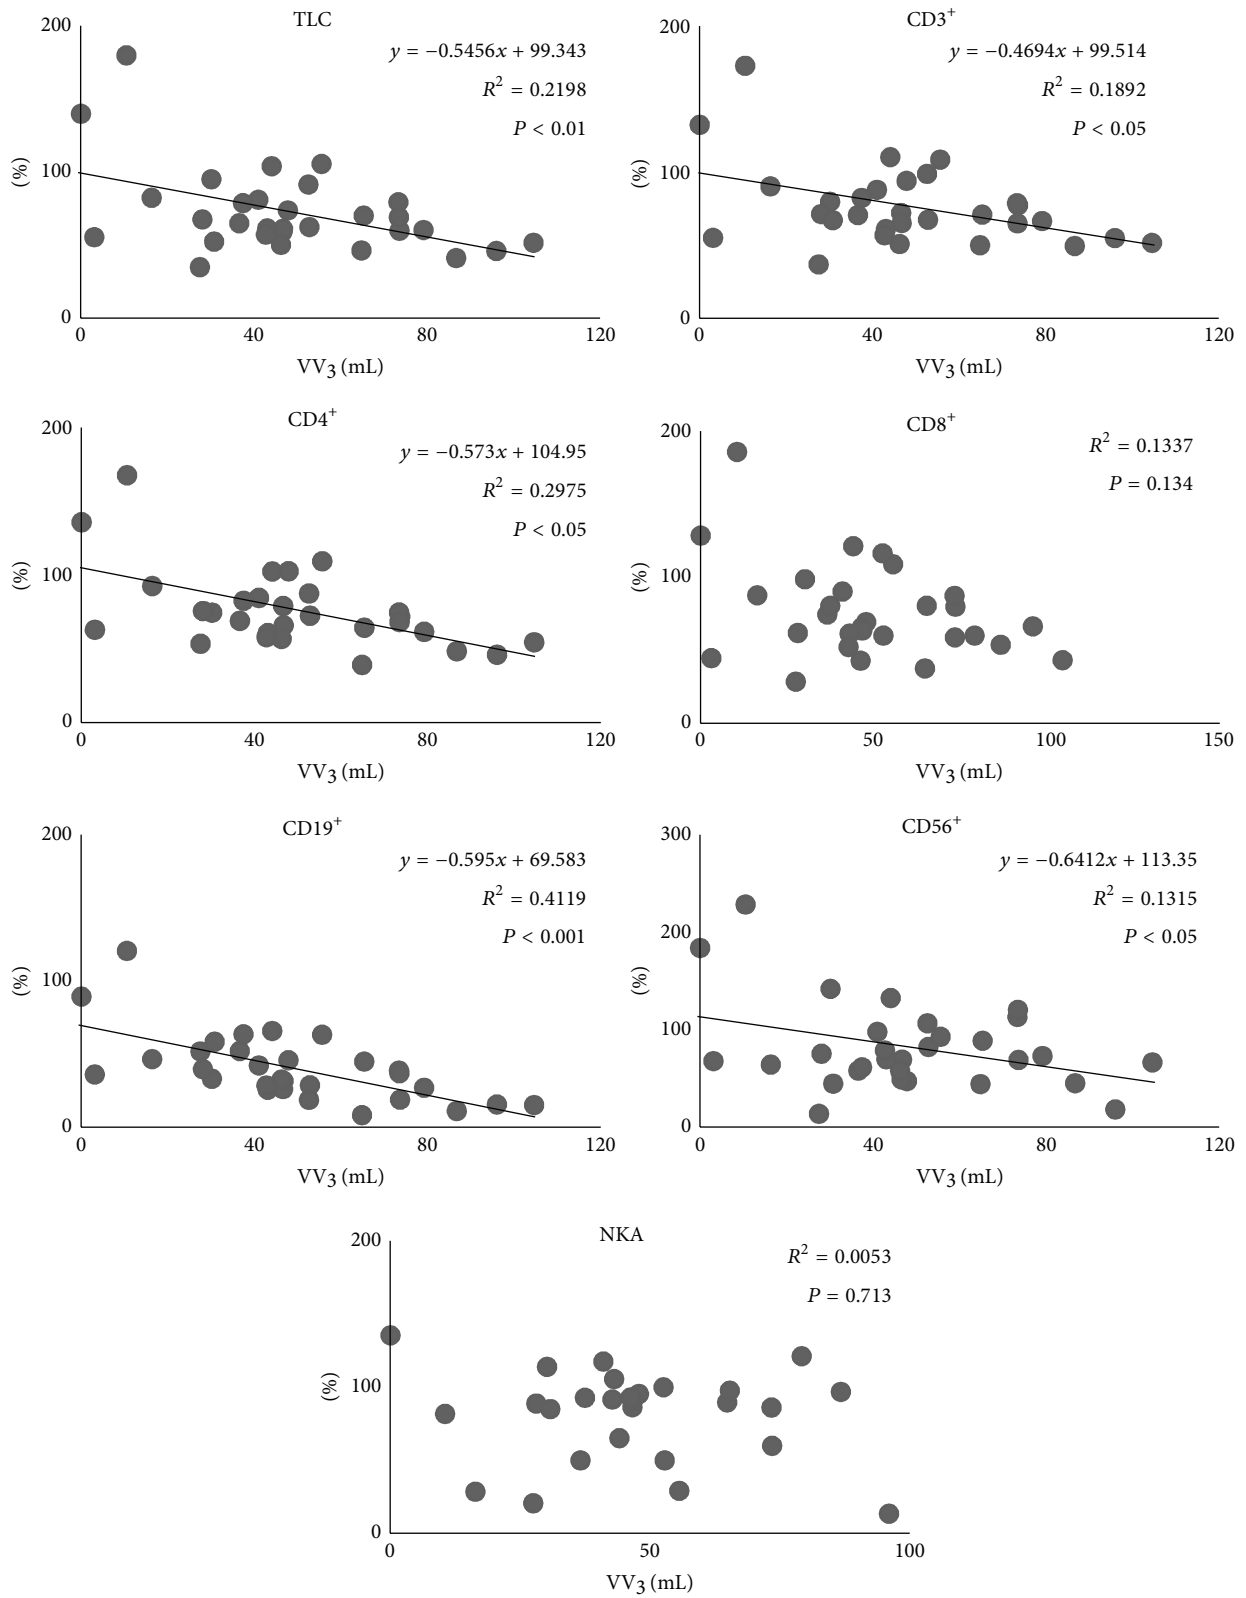 TLC
y = −0.5456x + 99.343
R² = 0.2198
P < 0.01
(%)
200
100
0
0 40 80 120
VV₃ (mL)
CD3⁺
y = −0.4694x + 99.514
R² = 0.1892
P < 0.05
(%)
200
100
0
0 40 80 120
VV₃ (mL)
CD4⁺
y = −0.573x + 104.95
R² = 0.2975
P < 0.05
(%)
200
100
0
0 40 80 120
VV₃ (mL)
CD8⁺
R² = 0.1337
P = 0.134
(%)
200
100
0
0 50 100 150
VV₃ (mL)
CD19⁺
y = −0.595x + 69.583
R² = 0.4119
P < 0.001
(%)
200
100
0
0 40 80 120
VV₃ (mL)
CD56⁺
y = −0.6412x + 113.35
R² = 0.1315
P < 0.05
(%)
300
200
100
0
0 40 80 120
VV₃ (mL)
NKA
R² = 0.0053
P = 0.713
(%)
200
100
0
0 50 100
VV₃ (mL)